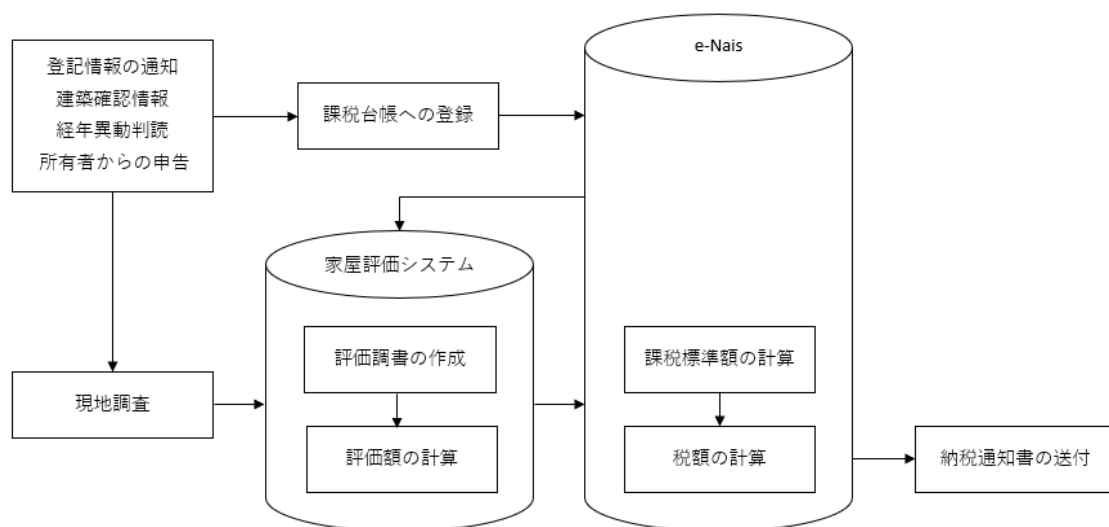 e-Nais
登記情報の通知
建築確認情報
経年異動判読
所有者からの申告
課税台帳への登録
家屋評価システム
評価調書の作成
課税標準額の計算
現地調査
評価額の計算
税額の計算
納税通知書の送付